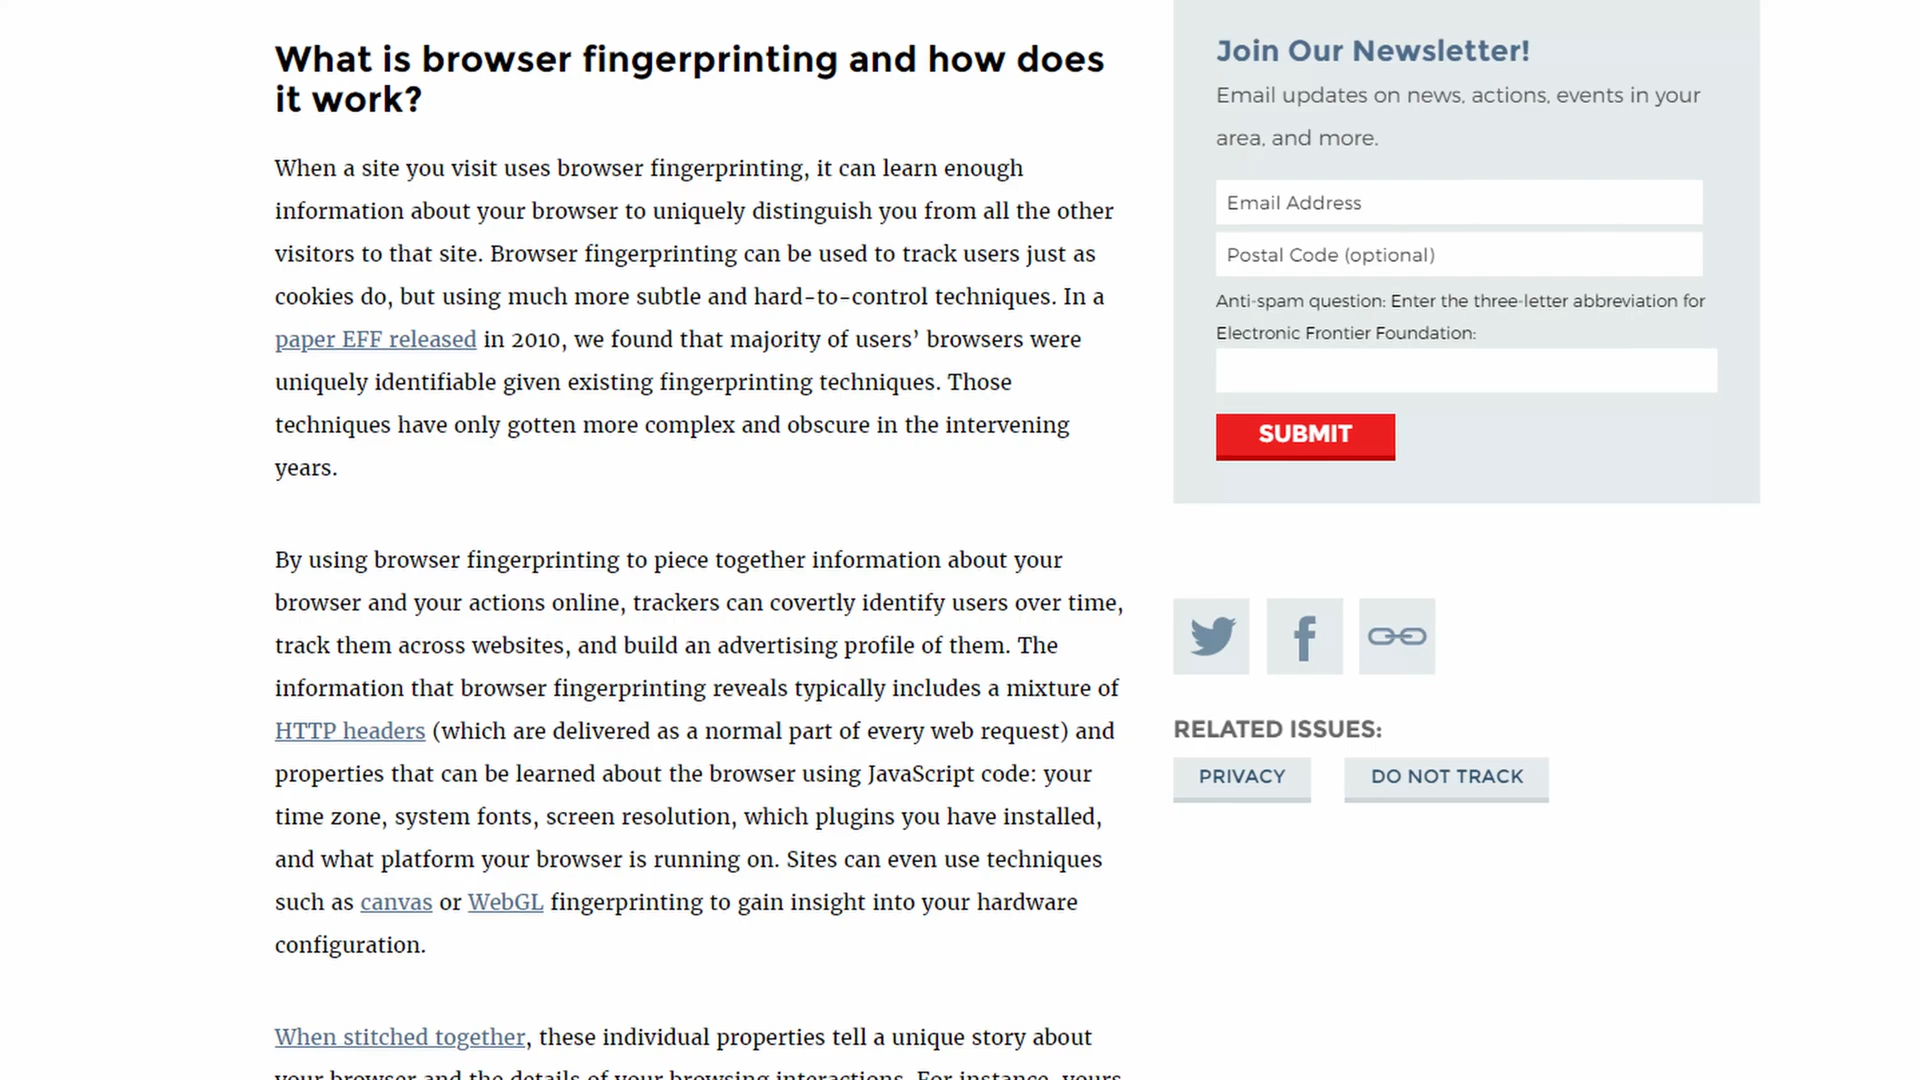 What is browser fingerprinting and how does
it work?
When a site you visit uses browser fingerprinting, it can learn enough
information about your browser to uniquely distinguish you from all the other
visitors to that site. Browser fingerprinting can be used to track users just as
cookies do, but using much more subtle and hard-to-control techniques. In a
paper EFF released in 2010, we found that majority of users’ browsers were
uniquely identifiable given existing fingerprinting techniques. Those
techniques have only gotten more complex and obscure in the intervening
years.
By using browser fingerprinting to piece together information about your
browser and your actions online, trackers can covertly identify users over time,
track them across websites, and build an advertising profile of them. The
information that browser fingerprinting reveals typically includes a mixture of
HTTP headers (which are delivered as a normal part of every web request) and
properties that can be learned about the browser using JavaScript code: your
time zone, system fonts, screen resolution, which plugins you have installed,
and what platform your browser is running on. Sites can even use techniques
such as canvas or WebGL fingerprinting to gain insight into your hardware
configuration.
When stitched together, these individual properties tell a unique story about
your browser and the details of your browsing interactions. For instance, yours
Join Our Newsletter!
Email updates on news, actions, events in your
area, and more.
Email Address
Postal Code (optional)
Anti-spam question: Enter the three-letter abbreviation for
Electronic Frontier Foundation:
SUBMIT
RELATED ISSUES:
PRIVACY
DO NOT TRACK